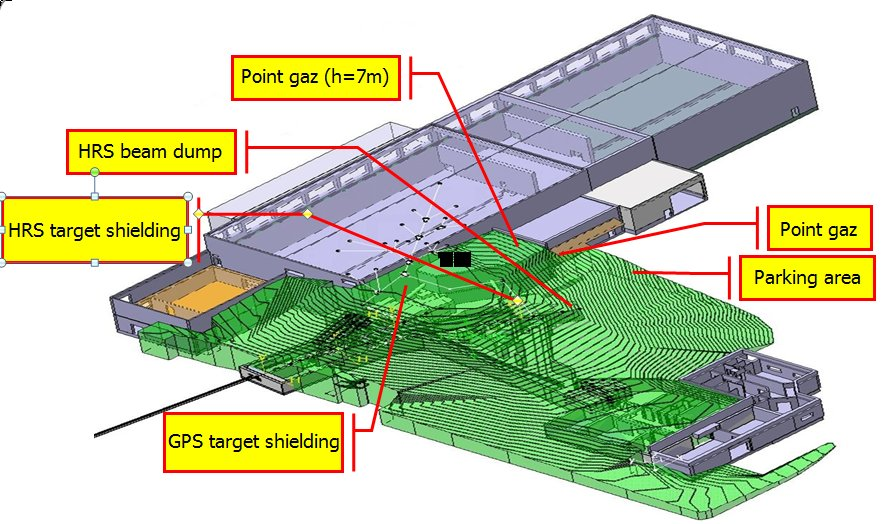 Point gaz (h=7m)
HRS beam dump
HRS target shielding
Point gaz
Parking area
GPS target shielding